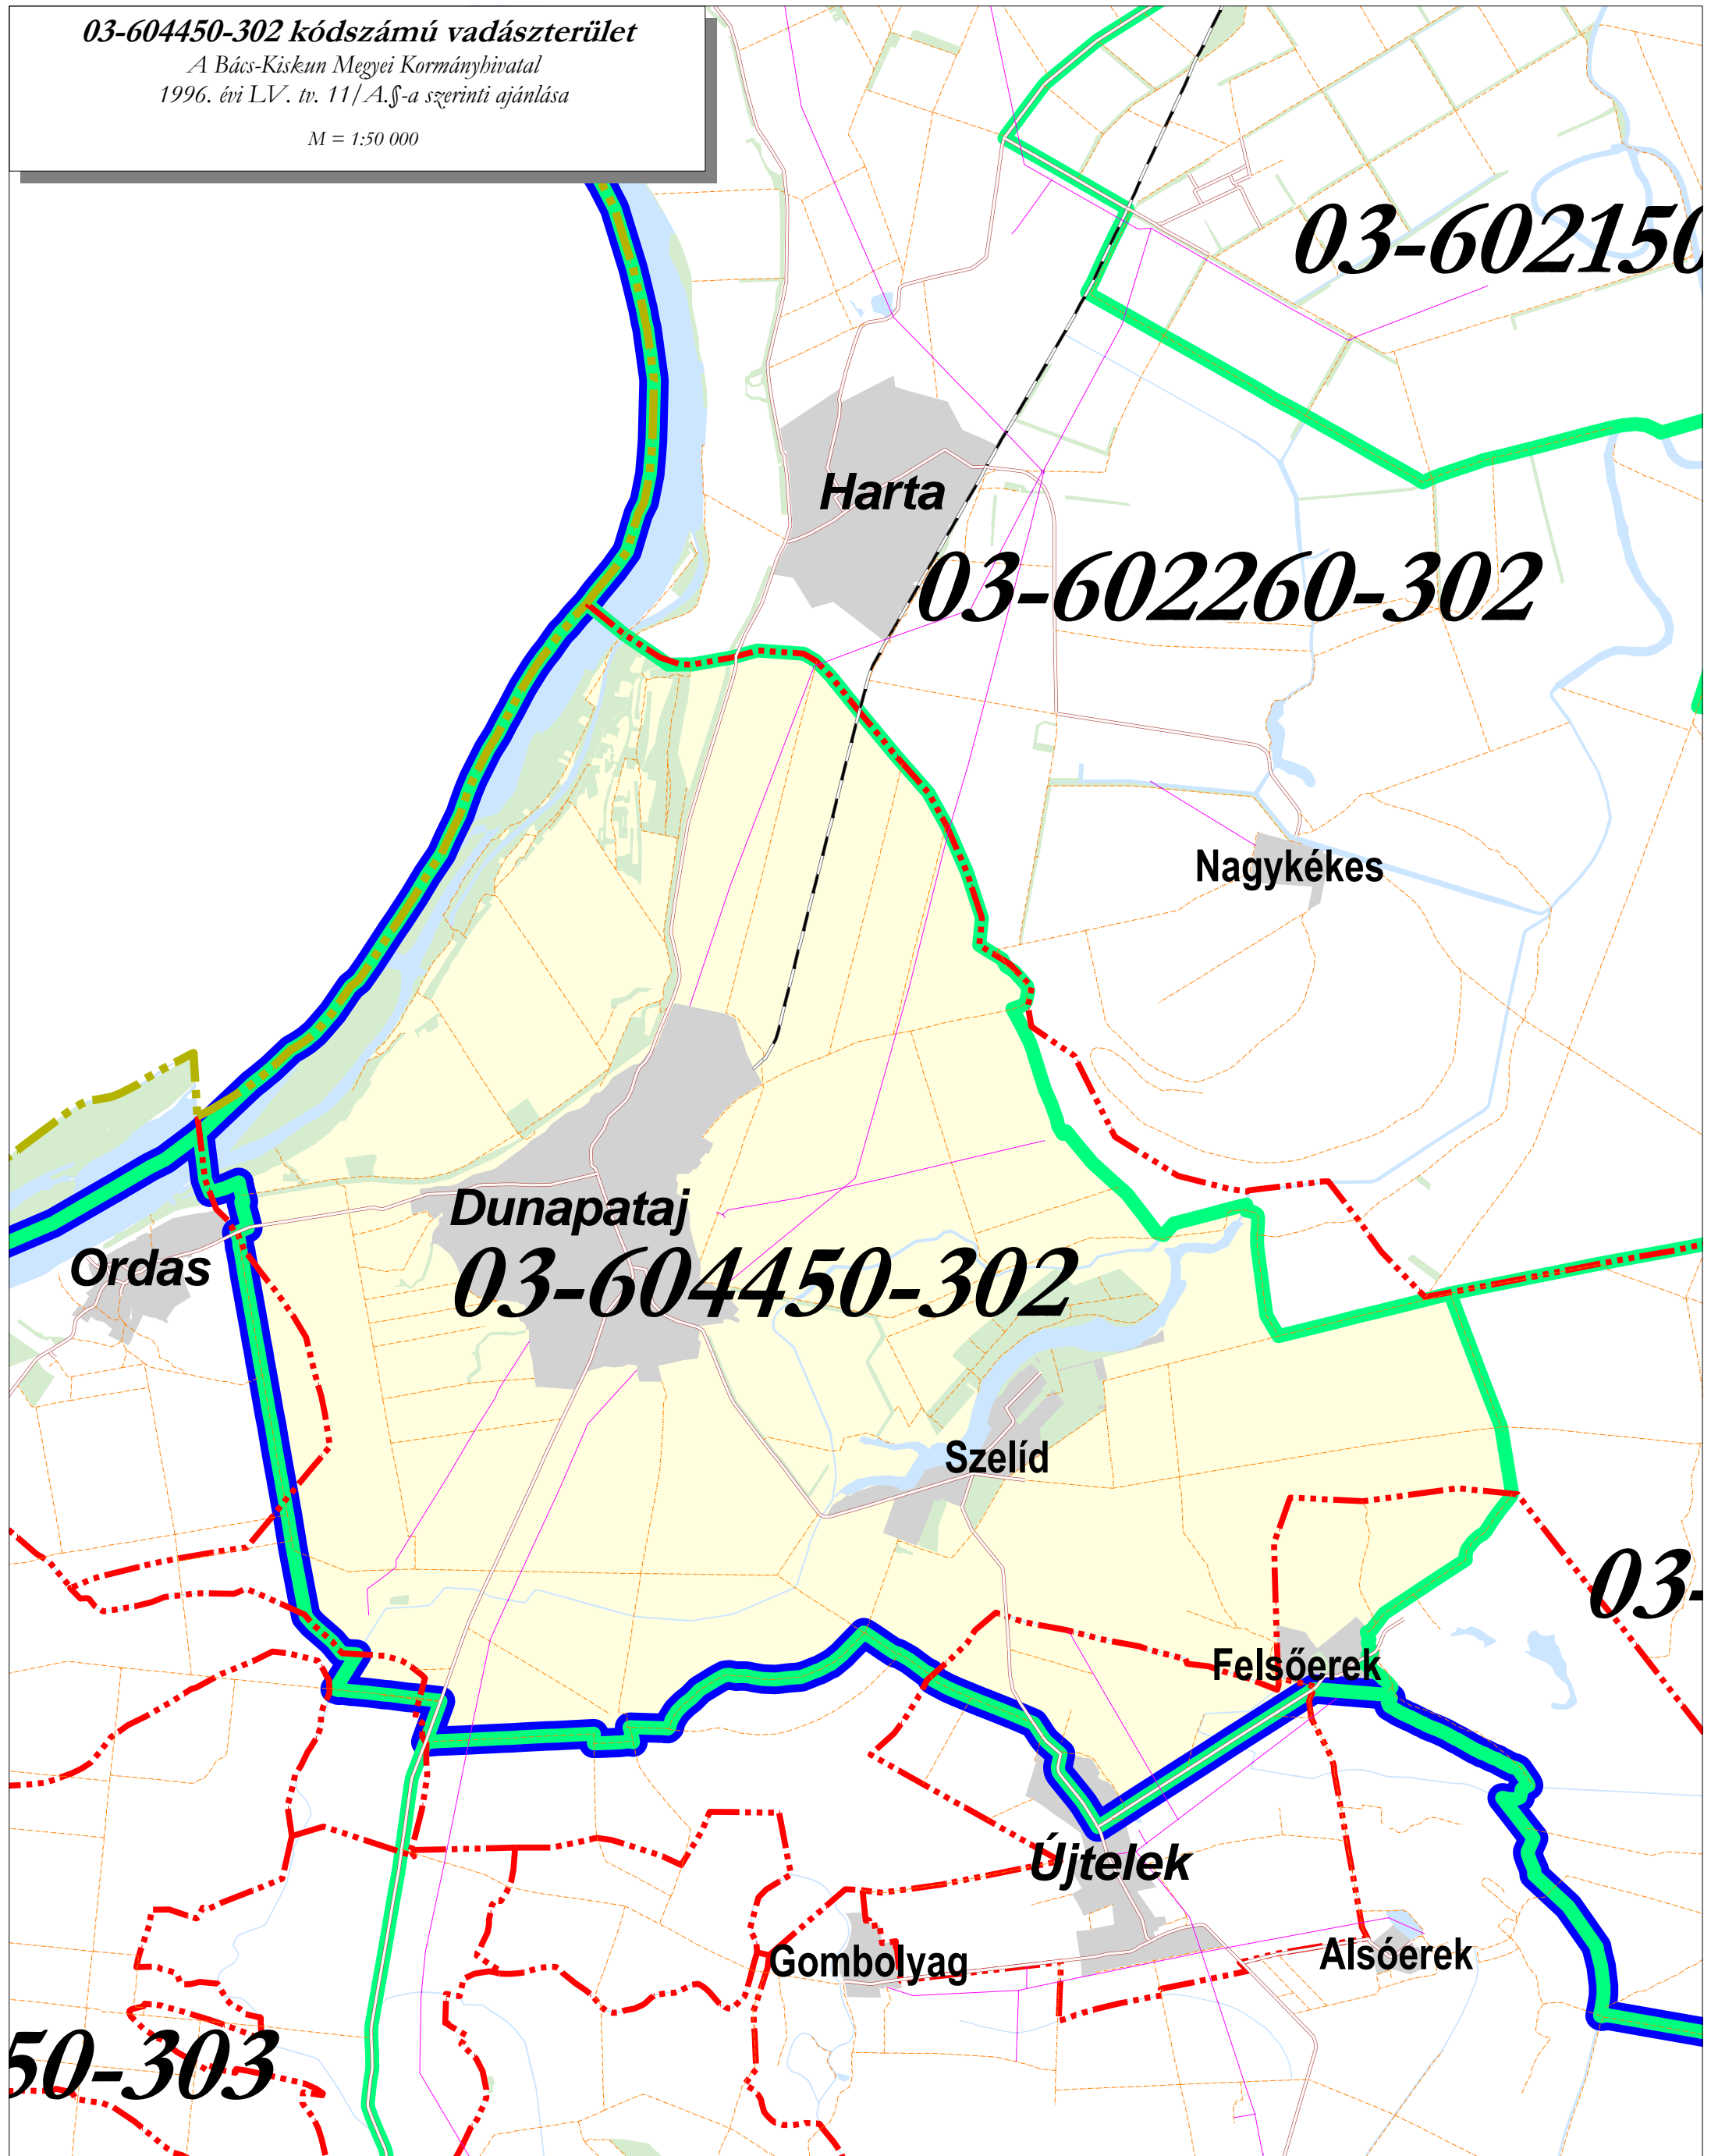 03-604450-302 kódszámú vadászterület
A Bács-Kiskun Megyei Kormányhivatal
1996. évi LV. tv. 11/A.§-a szerinti ajánlása
M = 1:50 000
03-602150
Harta
03-602260-302
Nagykékes
Dunapataj
Ordas
03-604450-302
Szelíd
03-
Felsőerek
Újtelek
Gombolyag
Alsóerek
50-303